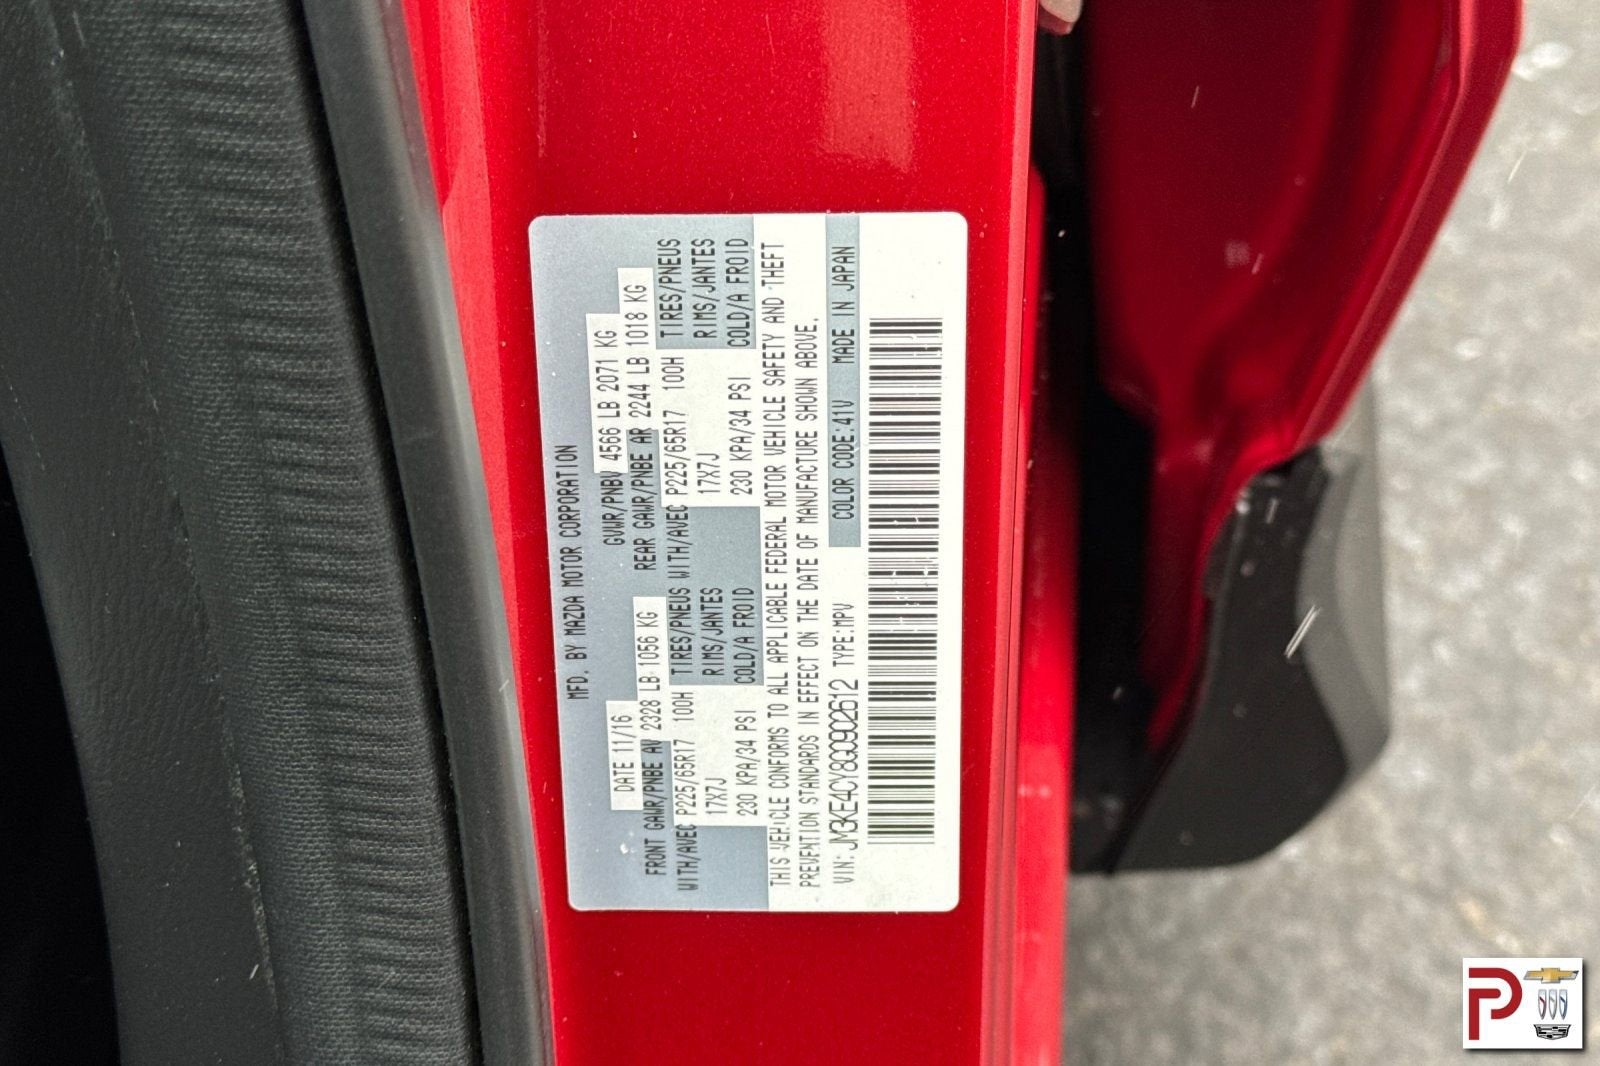 MFD. BY MAZDA MOTOR CORPORATION
DATE 11/16 GVWR/PNBV 4566 LB 2071 KG
FRONT GAWR/PNBE AV 2328 LB 1056 KG REAR GAWR/PNBE AR 2244 LB 1018 KG
WITH/AVEC P225/65R17 100H TIRES/PNEUS WITH/AVEC P225/65R17 100H TIRES/PNEUS
17X7J RIMS/JANTES 17X7J RIMS/JANTES
230 KPA/34 PSI COLD/A FROID 230 KPA/34 PSI COLD/A FROID
THIS VEHICLE CONFORMS TO ALL APPLICABLE FEDERAL MOTOR VEHICLE SAFETY AND THEFT
PREVENTION STANDARDS IN EFFECT ON THE DATE OF MANUFACTURE SHOWN ABOVE.
VIN: JM3KE4CY8G0902612 TYPE:MPV COLOR CODE:41V MADE IN JAPAN
P